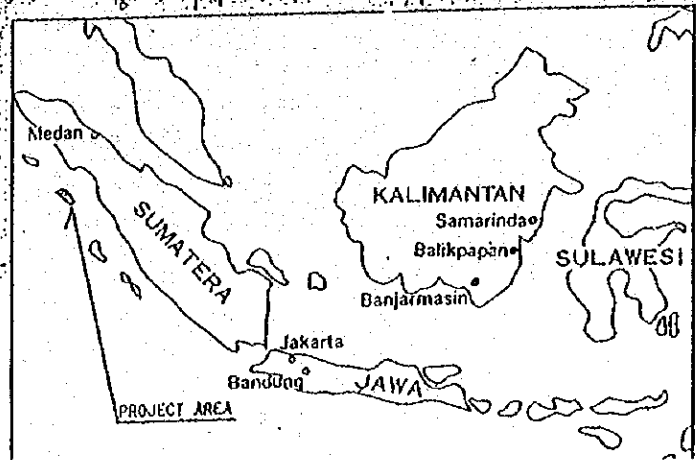 Medan
KALIMANTAN
Samarinda
SUMATERA
Balikpapan
SULAWESI
Banjarmasin
Jakarta
Bandung
JAWA
PROJECT AREA